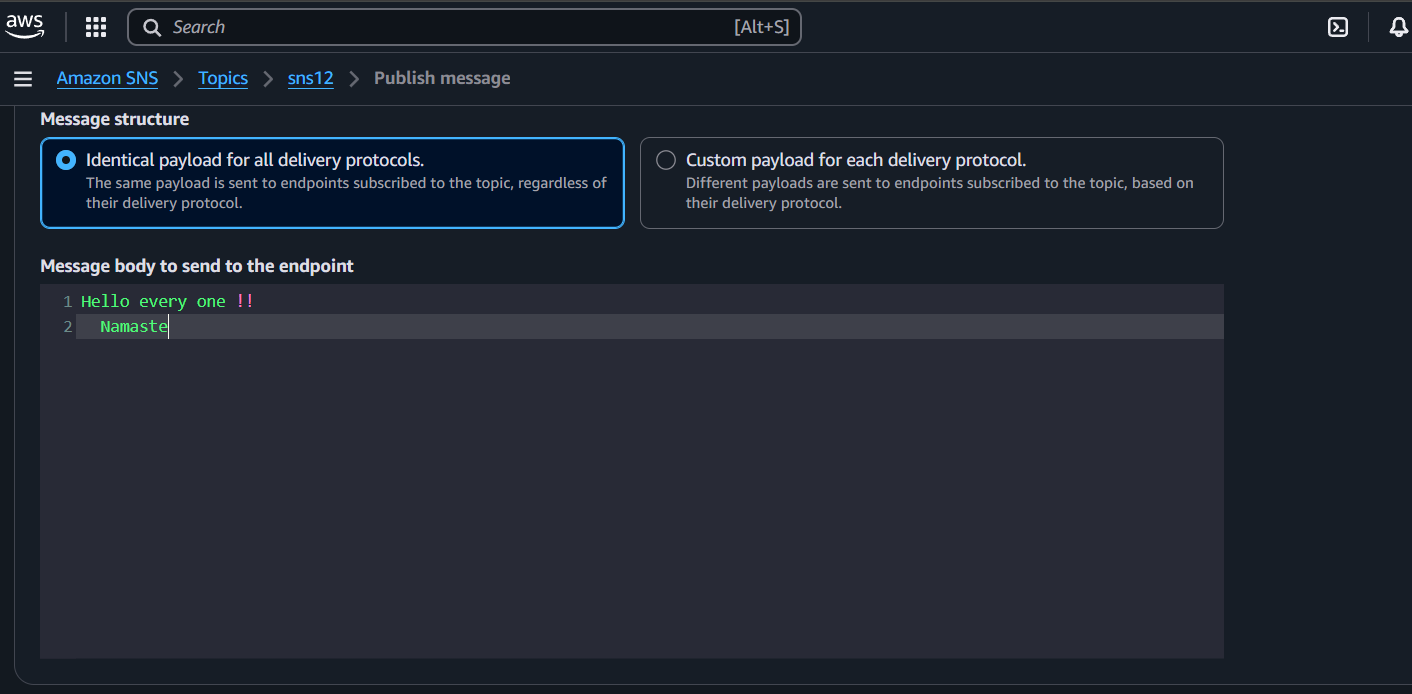 aws
Search [Alt+S]
Amazon SNS > Topics > sns12 > Publish message
Message structure
Identical payload for all delivery protocols.
The same payload is sent to endpoints subscribed to the topic, regardless of
their delivery protocol.
Custom payload for each delivery protocol.
Different payloads are sent to endpoints subscribed to the topic, based on
their delivery protocol.
Message body to send to the endpoint
1 Hello every one !!
2 Namaste